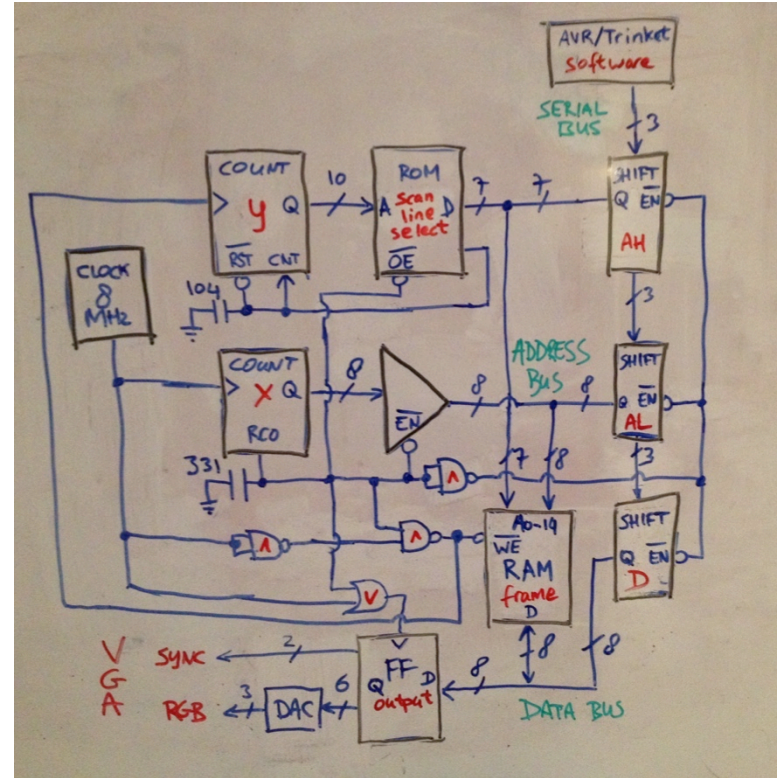 AVR/Trinket
software
SERIAL
BUS
3
COUNT
y Q
RST CNT
10
ROM
A scan D
line
select
OE
7
7
SHIFT
Q EN
AH
CLOCK
8
MHz
104
3
COUNT
X Q
RCO
8
EN
8
ADDRESS
BUS
8
SHIFT
Q EN
AL
331
Λ
7
8
3
Λ
Λ
A0-14
WE
RAM
frame
D
SHIFT
Q EN
D
V
8
8
V
G
A
SYNC
2
FF
Q D
output
8
RGB
3
DAC
6
DATA BUS